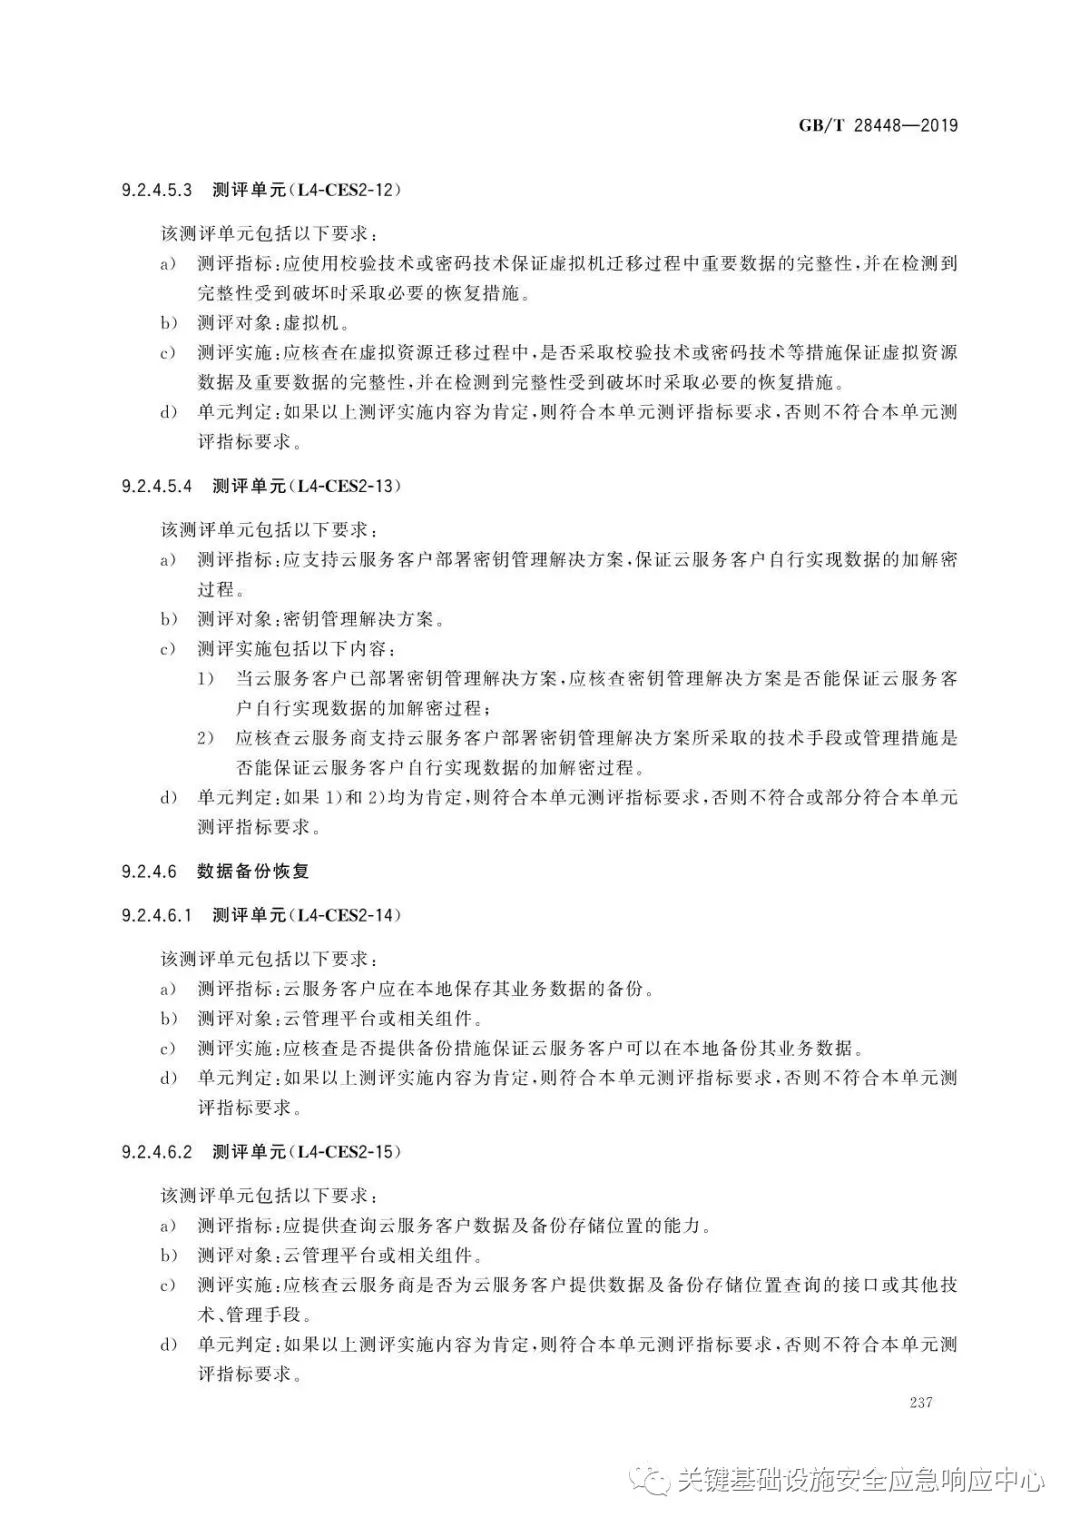 GB/T 28448—2019
9.2.4.5.3 测评单元(L4-CES2-12)
该测评单元包括以下要求:
a) 测评指标:应使用校验技术或密码技术保证虚拟机迁移过程中重要数据的完整性,并在检测到
完整性受到破坏时采取必要的恢复措施。
b) 测评对象:虚拟机。
c) 测评实施:应核查在虚拟资源迁移过程中,是否采取校验技术或密码技术等措施保证虚拟资源
数据及重要数据的完整性,并在检测到完整性受到破坏时采取必要的恢复措施。
d) 单元判定:如果以上测评实施内容为肯定,则符合本单元测评指标要求,否则不符合本单元测
评指标要求。
9.2.4.5.4 测评单元(L4-CES2-13)
该测评单元包括以下要求:
a) 测评指标:应支持云服务客户部署密钥管理解决方案,保证云服务客户自行实现数据的加解密
过程。
b) 测评对象:密钥管理解决方案。
c) 测评实施包括以下内容:
1) 当云服务客户已部署密钥管理解决方案,应核查密钥管理解决方案是否能保证云服务客
户自行实现数据的加解密过程;
2) 应核查云服务商支持云服务客户部署密钥管理解决方案所采取的技术手段或管理措施是
否能保证云服务客户自行实现数据的加解密过程。
d) 单元判定:如果 1)和 2)均为肯定,则符合本单元测评指标要求,否则不符合或部分符合本单元
测评指标要求。
9.2.4.6 数据备份恢复
9.2.4.6.1 测评单元(L4-CES2-14)
该测评单元包括以下要求:
a) 测评指标:云服务客户应在本地保存其业务数据的备份。
b) 测评对象:云管理平台或相关组件。
c) 测评实施:应核查是否提供备份措施保证云服务客户可以在本地备份其业务数据。
d) 单元判定:如果以上测评实施内容为肯定,则符合本单元测评指标要求,否则不符合本单元测
评指标要求。
9.2.4.6.2 测评单元(L4-CES2-15)
该测评单元包括以下要求:
a) 测评指标:应提供查询云服务客户数据及备份存储位置的能力。
b) 测评对象:云管理平台或相关组件。
c) 测评实施:应核查云服务商是否为云服务客户提供数据及备份存储位置查询的接口或其他技
术、管理手段。
d) 单元判定:如果以上测评实施内容为肯定,则符合本单元测评指标要求,否则不符合本单元测
评指标要求。
237
关键基础设施安全应急响应中心